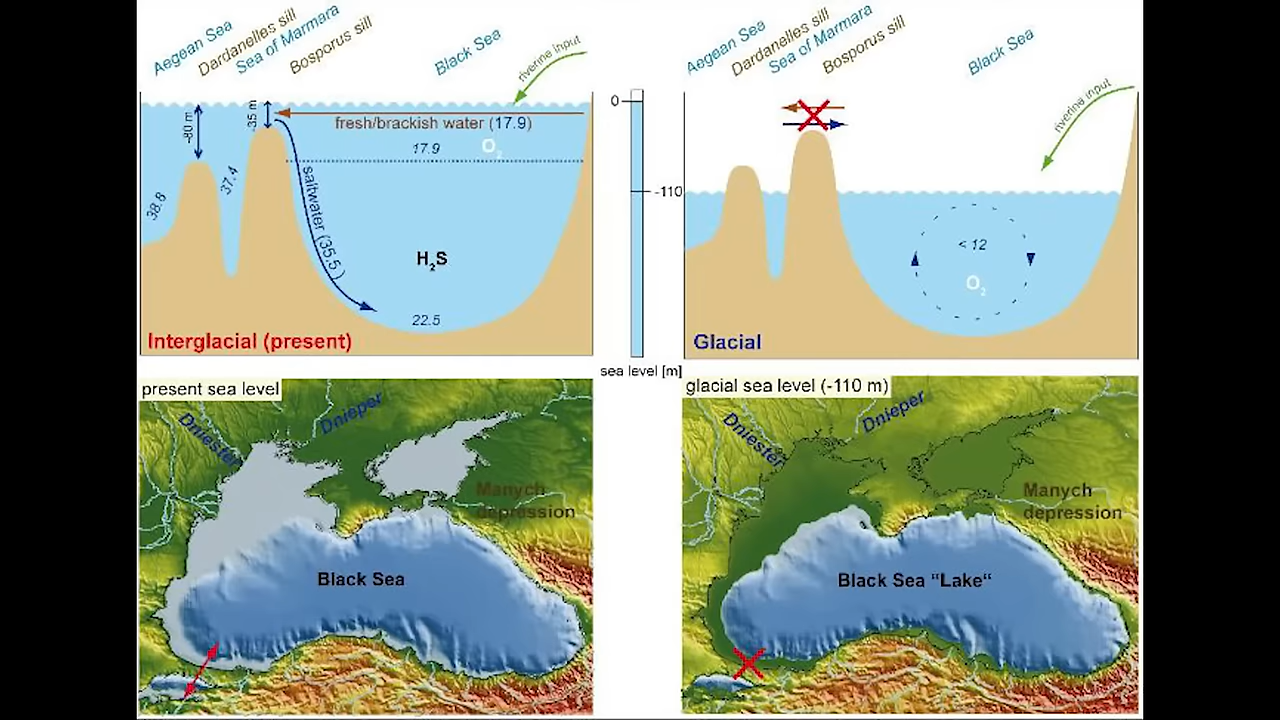 Aegean Sea
Dardanelles sill
Sea of Marmara
Bosporus sill
Black Sea
riverine input
-80 m
-35 m
fresh/brackish water (17.9)
17.9
O2
38.8
37.4
saltwater (35.5)
H2S
22.5
Interglacial (present)
0
-110
sea level [m]
Aegean Sea
Dardanelles sill
Sea of Marmara
Bosporus sill
Black Sea
riverine input
< 12
O2
Glacial
present sea level
Dniester
Dnieper
Manych
depression
Black Sea
glacial sea level (-110 m)
Dniester
Dnieper
Manych
depression
Black Sea “Lake“